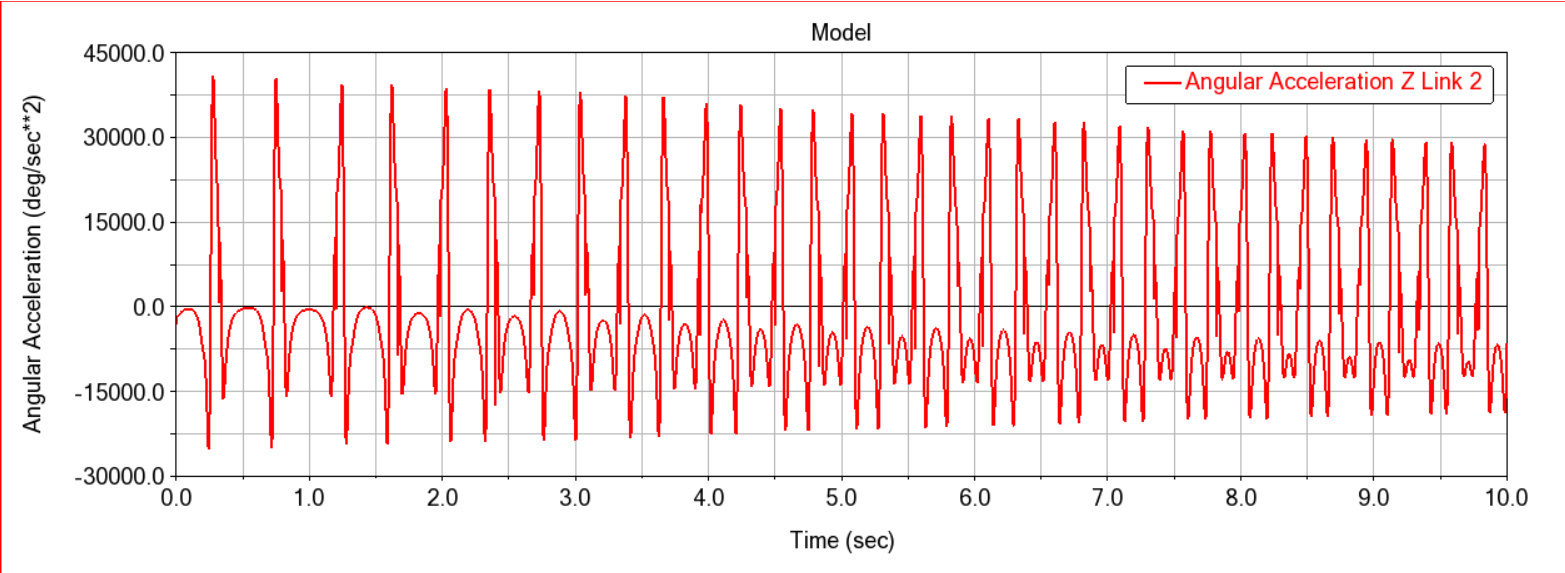 Model
Angular Acceleration Z Link 2
Angular Acceleration (deg/sec**2)
45000.0
30000.0
15000.0
0.0
-15000.0
-30000.0
0.0 1.0 2.0 3.0 4.0 5.0 6.0 7.0 8.0 9.0 10.0
Time (sec)